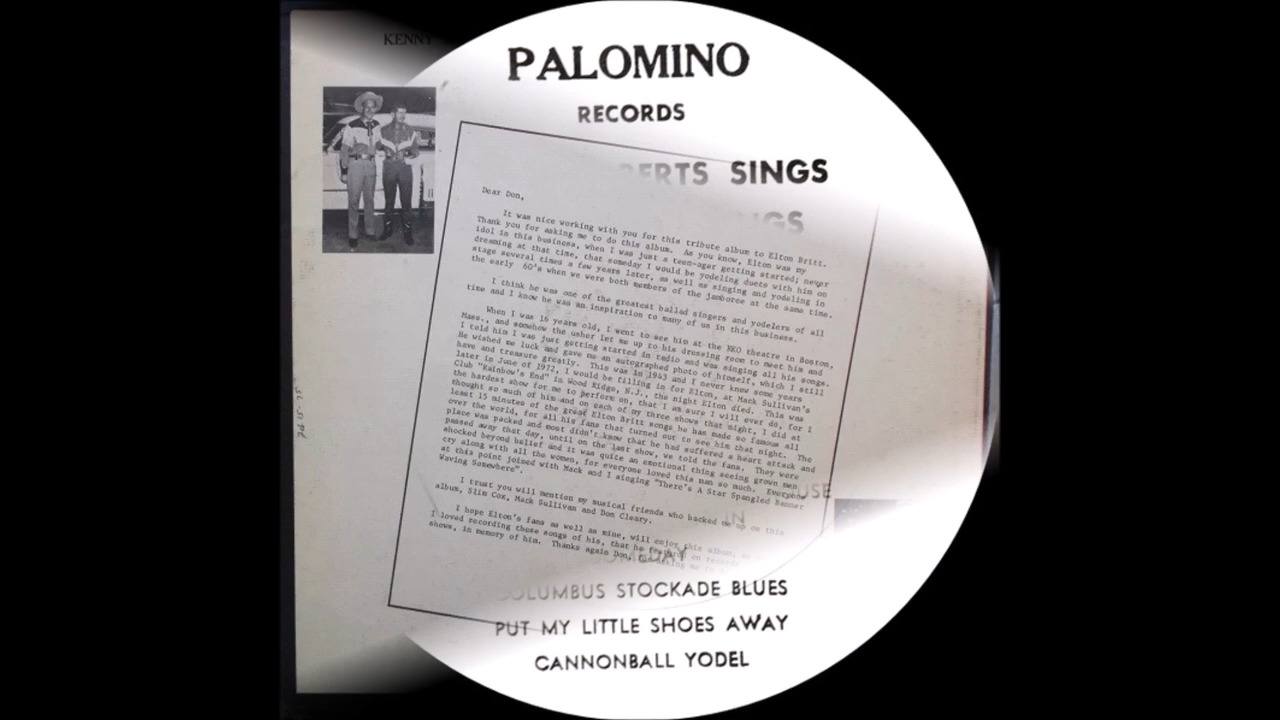 KENNY
PALOMINO
RECORDS
SINGS
Dear Don,
It was nice working with you for this tribute album to Elton Britt.
Thank you for asking me to do this album. As you know, Elton was my
idol in this business, when I was just a teen-ager getting started; never
dreaming at that time, that someday I would be yodeling duets with him on
stage several times a few years later, as well as singing and yodeling in
the early 60's when we were both members of the jamboree at the same time.
I think he was one of the greatest ballad singers and yodelers of all
time and I know he was an inspiration to many of us in this business.
When I was 16 years old, I went to see him at the RKO theatre in Boston,
Mass., and somehow the usher let me up to his dressing room to meet him and
I told him I was just getting started in radio and was singing all his songs.
He wished me luck and gave me an autographed photo of himself, which I still
have and treasure greatly. This was in 1943 and I never knew some years
later in June of 1972, I would be filling in for Elton, at Mack Sullivan's
Club "Rainbow's End" in Wood Ridge, N.J., the night Elton died. This was
the hardest show for me to perform on, that I am sure I will ever do, for I
thought so much of him and on each of my three shows that night, I did at
least 15 minutes of the great Elton Britt songs he has made so famous all
over the world, for all his fans that turned out to see him that night. The
place was packed and most didn't know that he had suffered a heart attack and
passed away that day, until on the last show, we told the fans. They were
shocked beyond belief and it was quite an emotional thing seeing grown men
cry along with all the women, for everyone loved this man so much. Everyone
at this point joined with Mack and I singing "There's A Star Spangled Banner
Waving Somewhere".
I trust you will mention my musical friends who backed me up on this
album, Slim Cox, Mack Sullivan and Don Cleary.
I hope Elton's fans as well as mine, will enjoy this album,
I loved recording these songs of his, that he featured on records
shows, in memory of him. Thanks again Don, asking me to
IN
SOMEDAY
COLUMBUS STOCKADE BLUES
PUT MY LITTLE SHOES AWAY
CANNONBALL YODEL